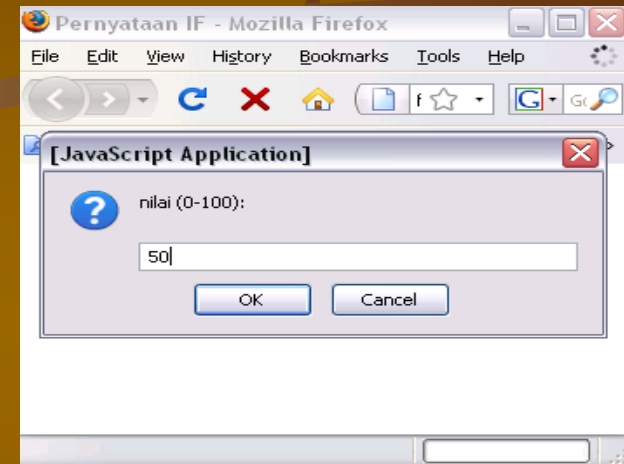 Pernyataan IF - Mozilla Firefox
File Edit View History Bookmarks Tools Help
f G G
[JavaScript Application]
nilai (0-100):
50
OK Cancel